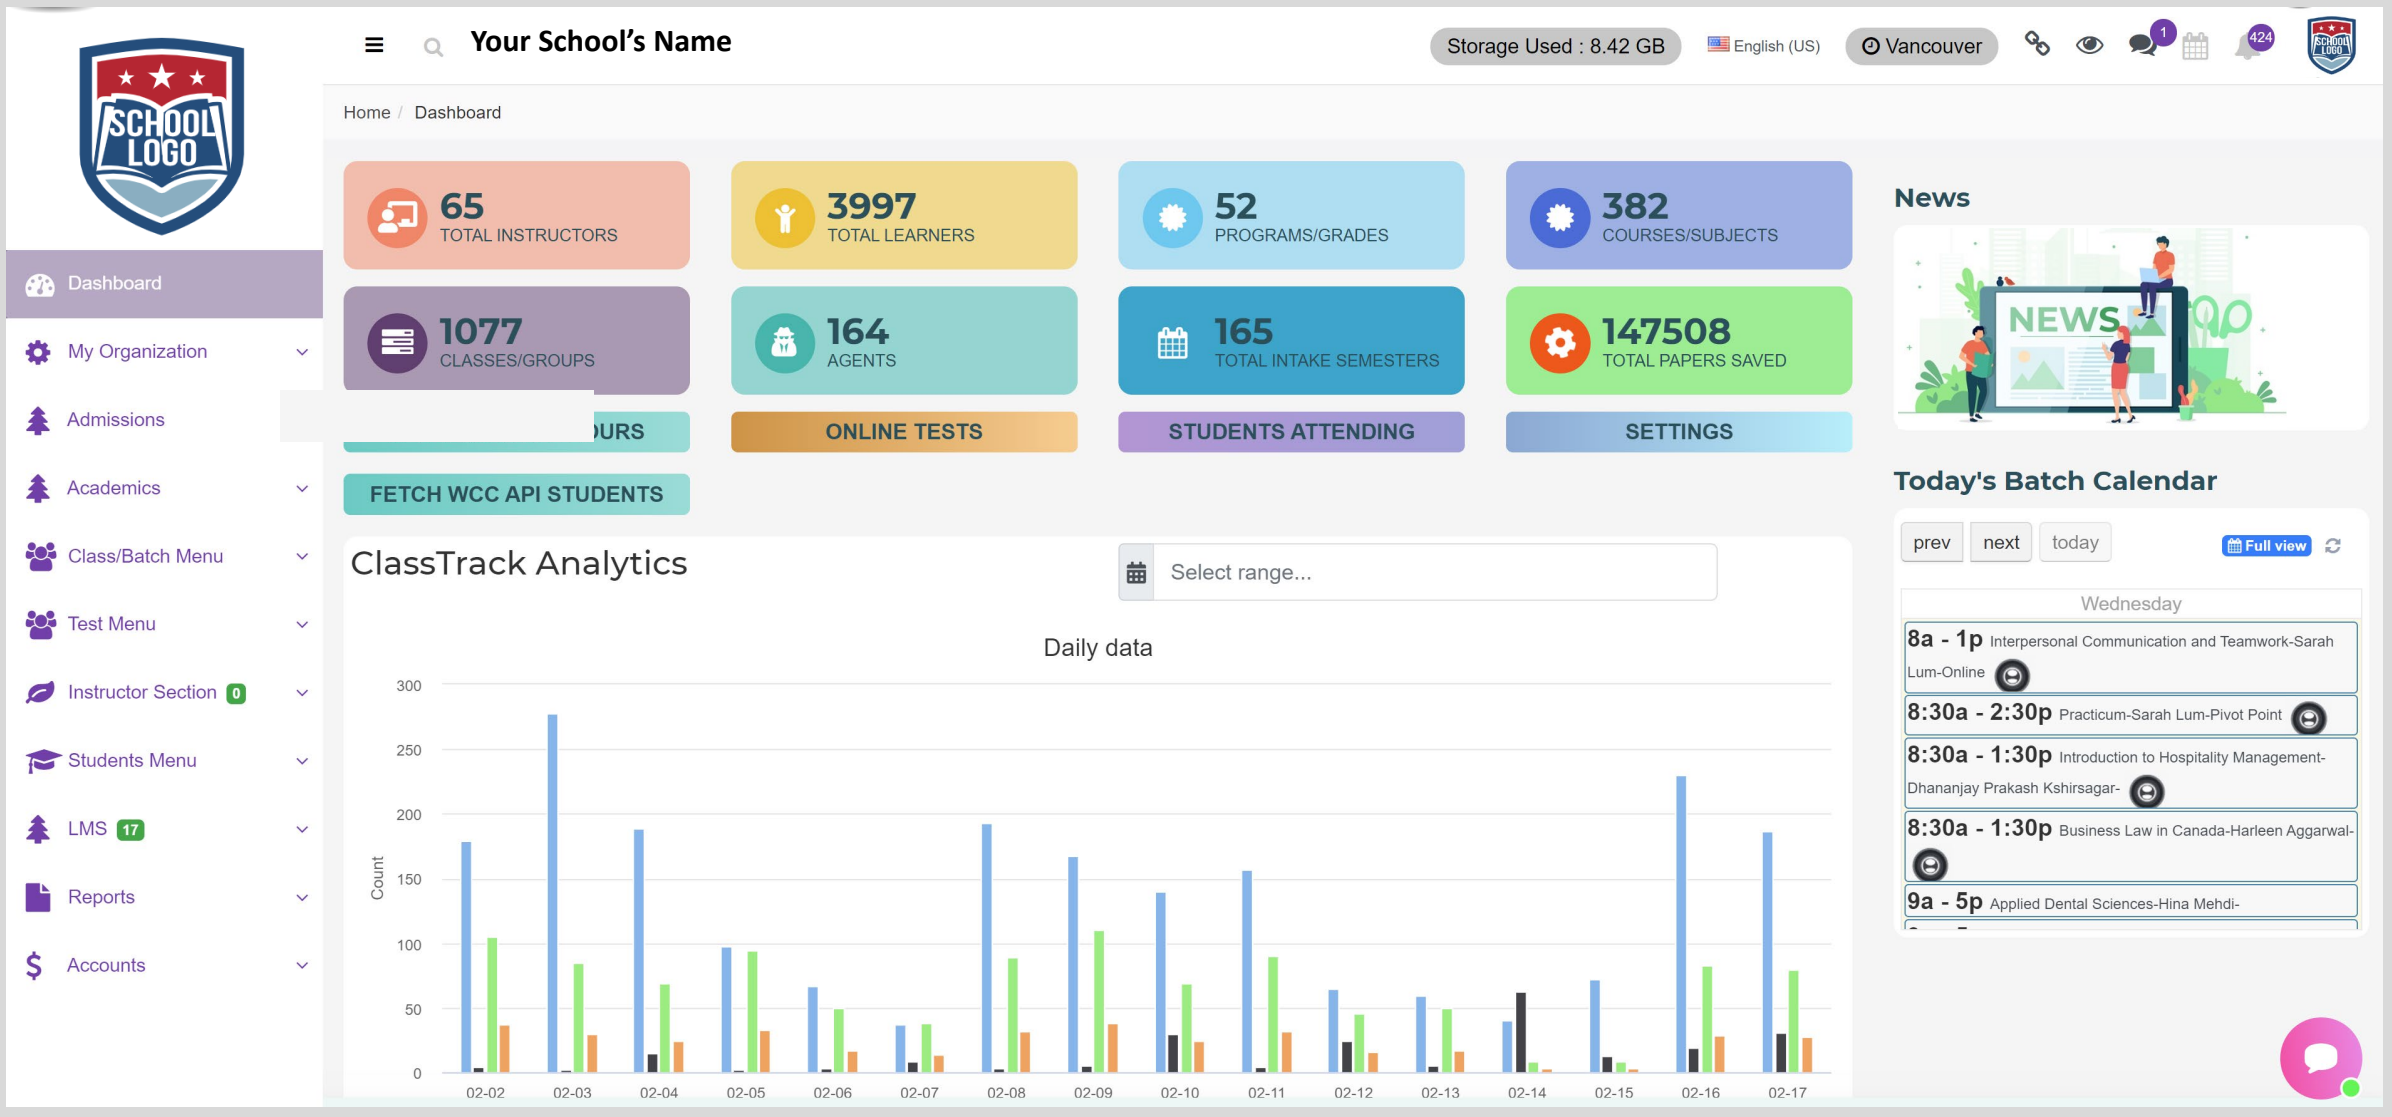 SCHOOL
LOGO
Your School's Name
Storage Used : 8.42 GB
English (US)
Vancouver
1
424
SCHOOL
LOGO
Home / Dashboard
Dashboard
My Organization
Admissions
Academics
Class/Batch Menu
Test Menu
Instructor Section 0
Students Menu
LMS 17
Reports
Accounts
65
TOTAL INSTRUCTORS
3997
TOTAL LEARNERS
52
PROGRAMS/GRADES
382
COURSES/SUBJECTS
1077
CLASSES/GROUPS
164
AGENTS
165
TOTAL INTAKE SEMESTERS
147508
TOTAL PAPERS SAVED
OURS
ONLINE TESTS
STUDENTS ATTENDING
SETTINGS
FETCH WCC API STUDENTS
ClassTrack Analytics
Select range...
Daily data
300
250
200
150
100
50
0
Count
02-02 02-03 02-04 02-05 02-06 02-07 02-08 02-09 02-10 02-11 02-12 02-13 02-14 02-15 02-16 02-17
News
NEWS
Today's Batch Calendar
prev next today Full view
Wednesday
8a - 1p Interpersonal Communication and Teamwork-Sarah
Lum-Online
8:30a - 2:30p Practicum-Sarah Lum-Pivot Point
8:30a - 1:30p Introduction to Hospitality Management-
Dhananjay Prakash Kshirsagar-
8:30a - 1:30p Business Law in Canada-Harleen Aggarwal-
9a - 5p Applied Dental Sciences-Hina Mehdi-